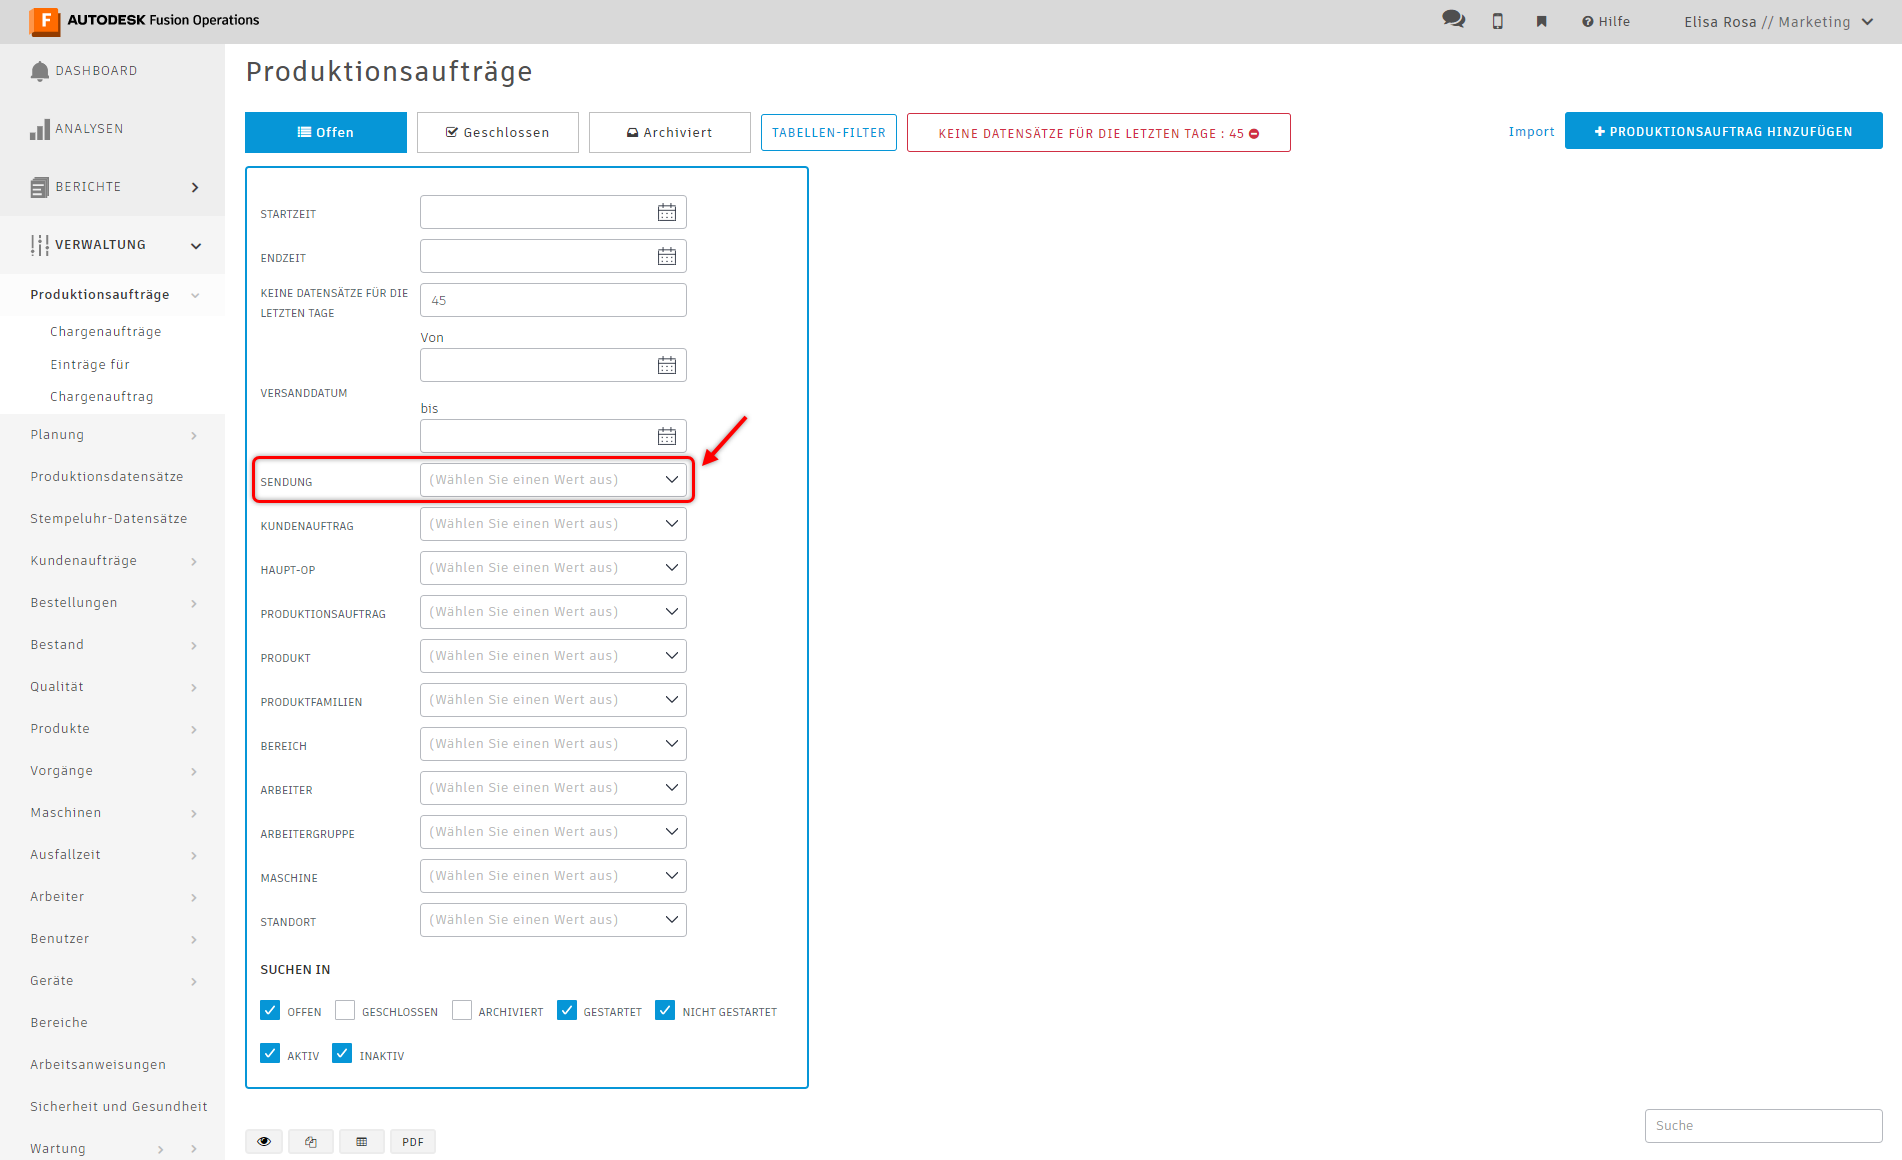 AUTODESK Fusion Operations
Hilfe
Elisa Rosa // Marketing
DASHBOARD
ANALYSEN
BERICHTE
VERWALTUNG
Produktionsaufträge
Chargenaufträge
Einträge für
Chargenauftrag
Planung
Produktionsdatensätze
Stempeluhr-Datensätze
Kundenaufträge
Bestellungen
Bestand
Qualität
Produkte
Vorgänge
Maschinen
Ausfallzeit
Arbeiter
Benutzer
Geräte
Bereiche
Arbeitsanweisungen
Sicherheit und Gesundheit
Wartung
Produktionsaufträge
Offen
Geschlossen
Archiviert
TABELLEN-FILTER
KEINE DATENSÄTZE FÜR DIE LETZTEN TAGE : 45
Import
PRODUKTIONSAUFTRAG HINZUFÜGEN
STARTZEIT
ENDZEIT
KEINE DATENSÄTZE FÜR DIE
LETZTEN TAGE
45
Von
VERSANDDATUM
bis
SENDUNG (Wählen Sie einen Wert aus)
KUNDENAUFTRAG (Wählen Sie einen Wert aus)
HAUPT-OP (Wählen Sie einen Wert aus)
PRODUKTIONSAUFTRAG (Wählen Sie einen Wert aus)
PRODUKT (Wählen Sie einen Wert aus)
PRODUKTFAMILIEN (Wählen Sie einen Wert aus)
BEREICH (Wählen Sie einen Wert aus)
ARBEITER (Wählen Sie einen Wert aus)
ARBEITERGRUPPE (Wählen Sie einen Wert aus)
MASCHINE (Wählen Sie einen Wert aus)
STANDORT (Wählen Sie einen Wert aus)
SUCHEN IN
OFFEN GESCHLOSSEN ARCHIVIERT GESTARTET NICHT GESTARTET
AKTIV INAKTIV
PDF
Suche